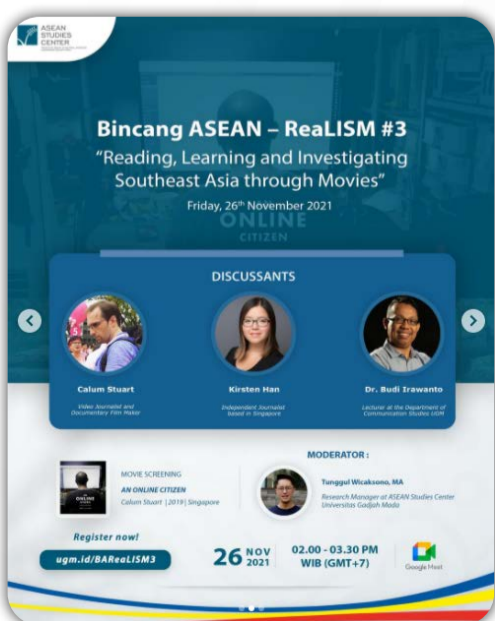 ASEAN
STUDIES
CENTER
Bincang ASEAN – ReaLISM #3
"Reading, Learning and Investigating
Southeast Asia through Movies"
Friday, 26th November 2021
ONLINE
CITIZEN
DISCUSSANTS
Calum Stuart
Video Journalist and
Documentary Film Maker
Kirsten Han
Independent Journalist
based in Singapore
Dr. Budi Irawanto
Lecturer at the Department of
Communication Studies UGM
MOVIE SCREENING
AN ONLINE CITIZEN
Calum Stuart |2019| Singapore
ONLINE
MODERATOR :
Tunggul Wicaksono, MA
Research Manager at ASEAN Studies Center
Universitas Gadjah Mada
Register now!
ugm.id/BAReaLISM3
26 NOV
2021
02.00 - 03.30 PM
WIB (GMT+7)
Google Meet